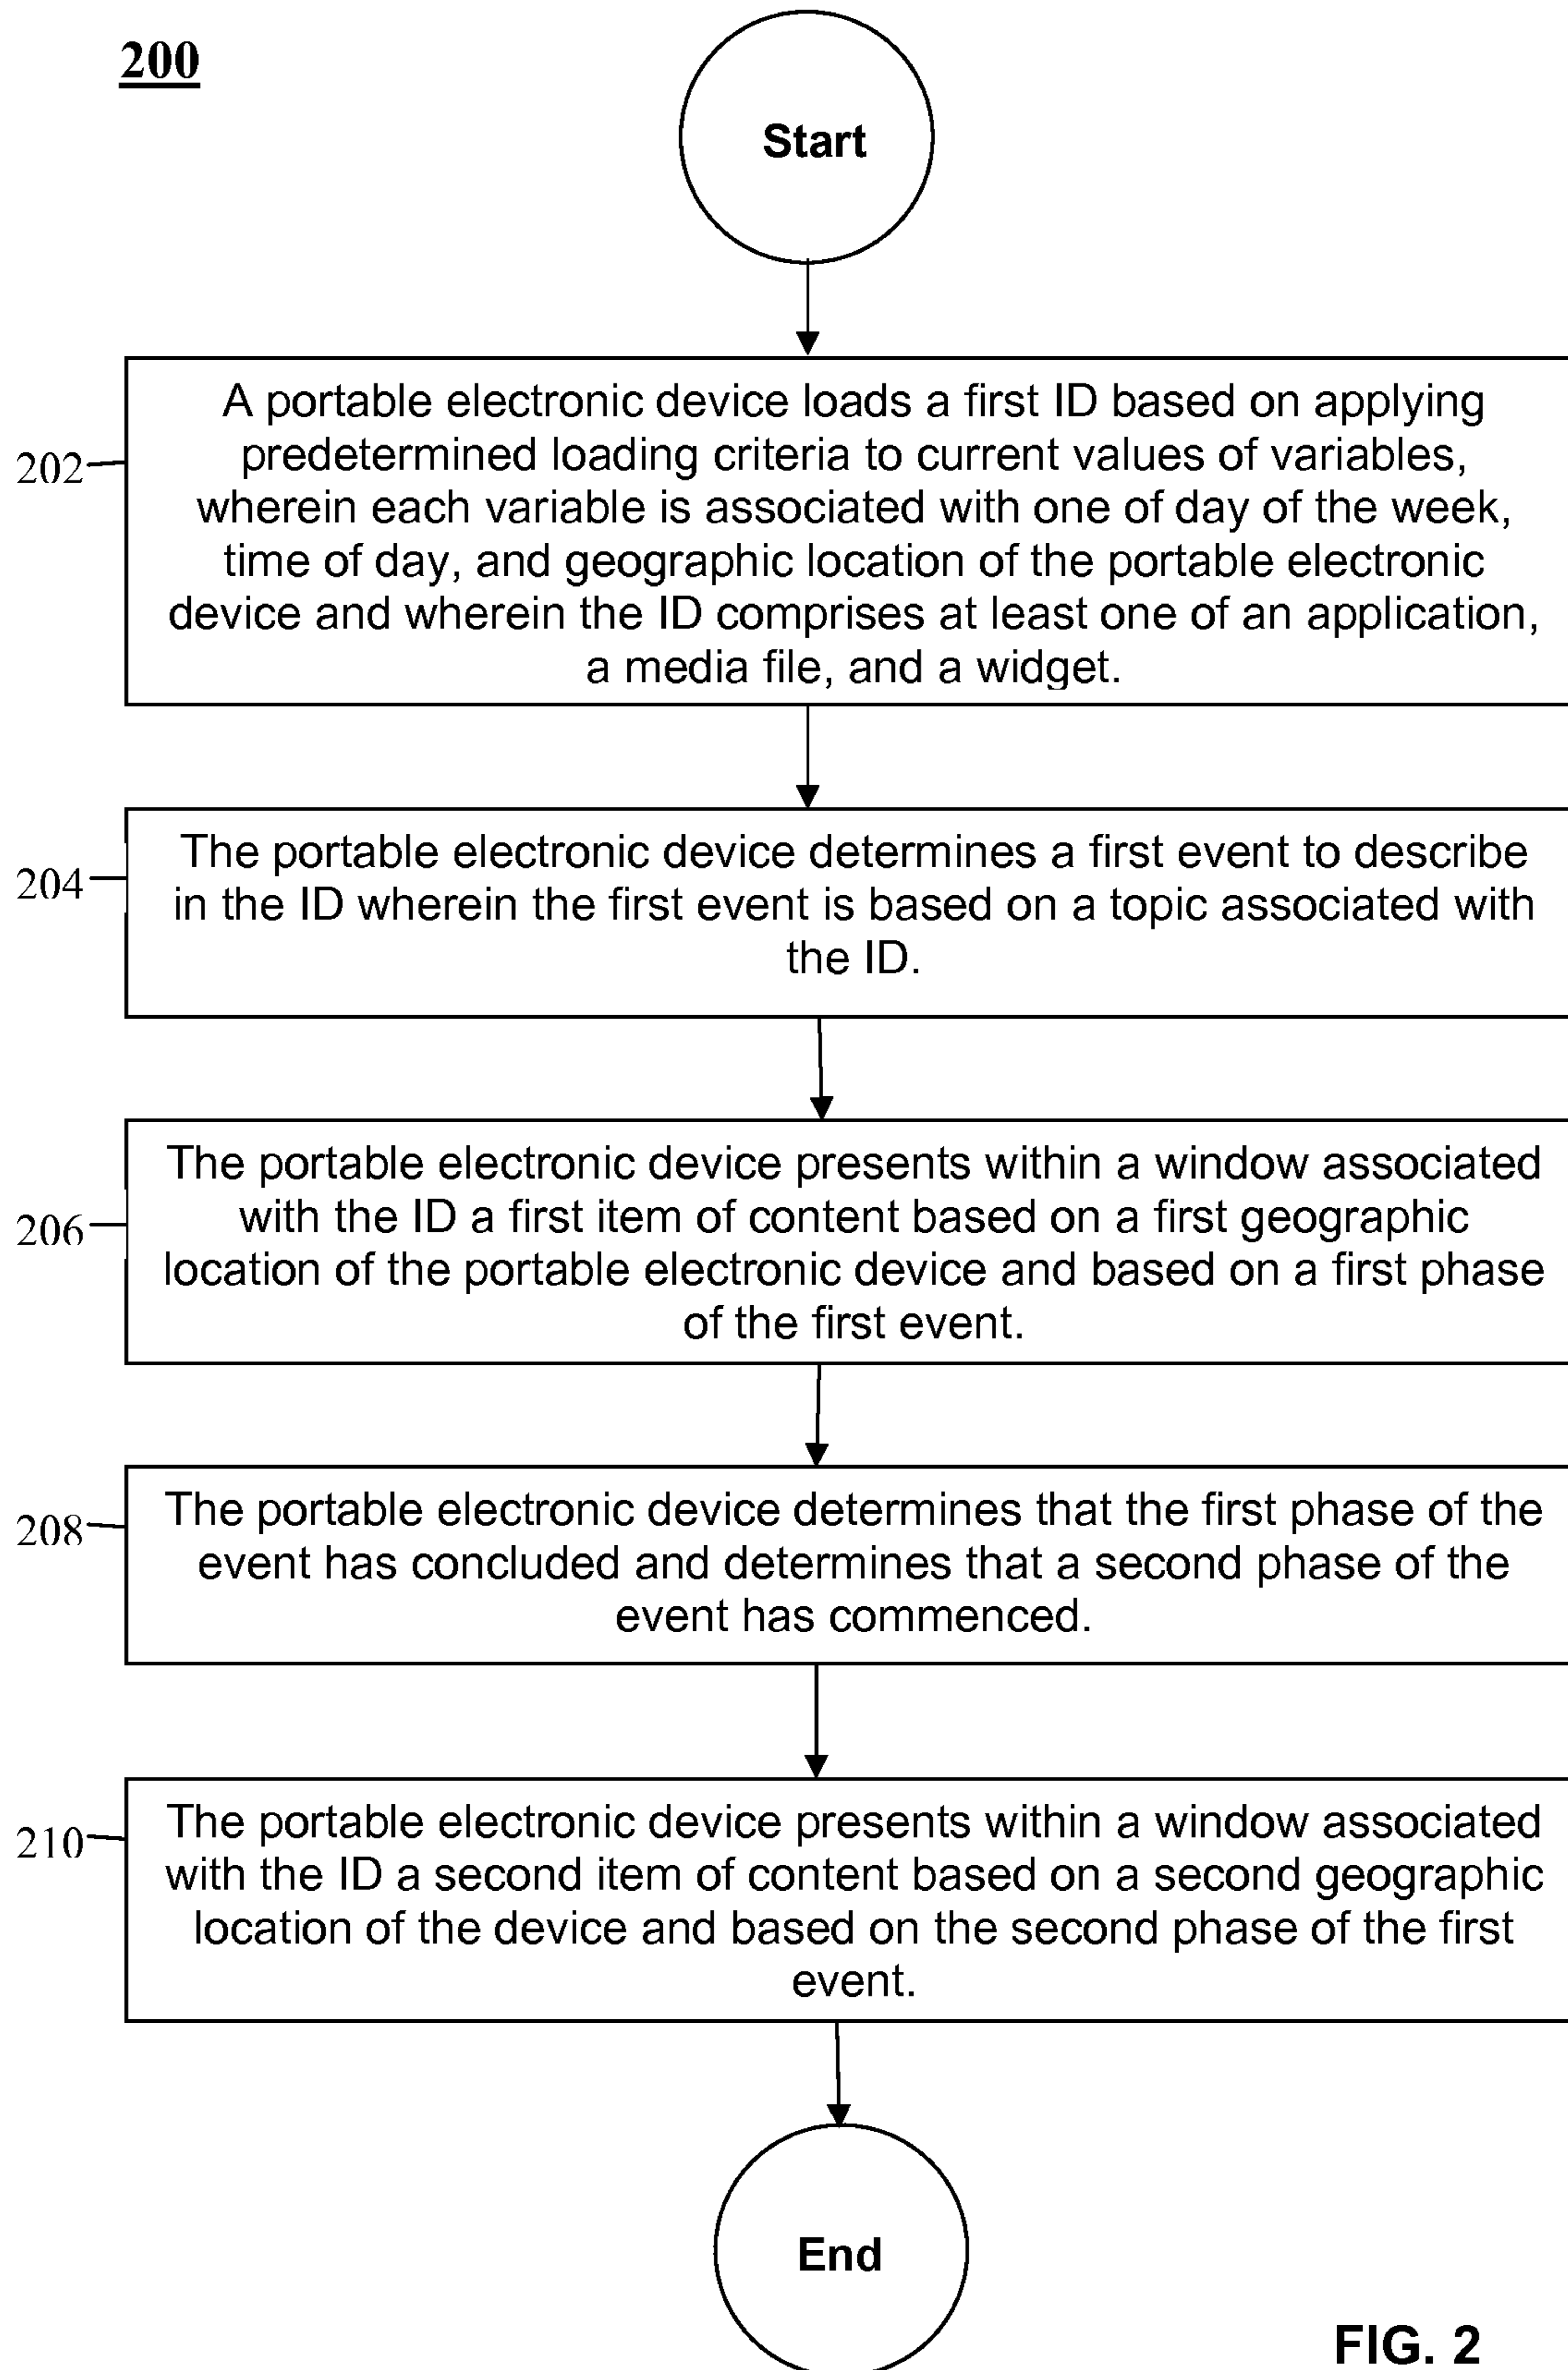 200
Start
202
A portable electronic device loads a first ID based on applying
predetermined loading criteria to current values of variables,
wherein each variable is associated with one of day of the week,
time of day, and geographic location of the portable electronic
device and wherein the ID comprises at least one of an application,
a media file, and a widget.
204
The portable electronic device determines a first event to describe
in the ID wherein the first event is based on a topic associated with
the ID.
206
The portable electronic device presents within a window associated
with the ID a first item of content based on a first geographic
location of the portable electronic device and based on a first phase
of the first event.
208
The portable electronic device determines that the first phase of the
event has concluded and determines that a second phase of the
event has commenced.
210
The portable electronic device presents within a window associated
with the ID a second item of content based on a second geographic
location of the device and based on the second phase of the first
event.
End
FIG. 2